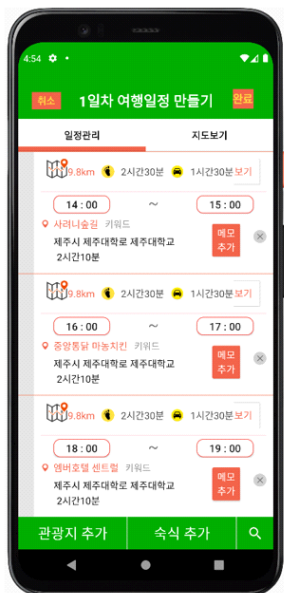 4:54
취소 1일차 여행일정 만들기 완료
일정관리 지도보기
9.8km 2시간30분 1시간30분 보기
14 : 00 ~ 15 : 00
사려니숲길 키워드
메모
추가
제주시 제주대학로 제주대학교
2시간10분
9.8km 2시간30분 1시간30분 보기
16 : 00 ~ 17 : 00
중앙통닭 마농치킨 키워드
메모
추가
제주시 제주대학로 제주대학교
2시간10분
9.8km 2시간30분 1시간30분 보기
18 : 00 ~ 19 : 00
엠버호텔 센트럴 키워드
메모
추가
제주시 제주대학로 제주대학교
2시간10분
관광지 추가 숙식 추가